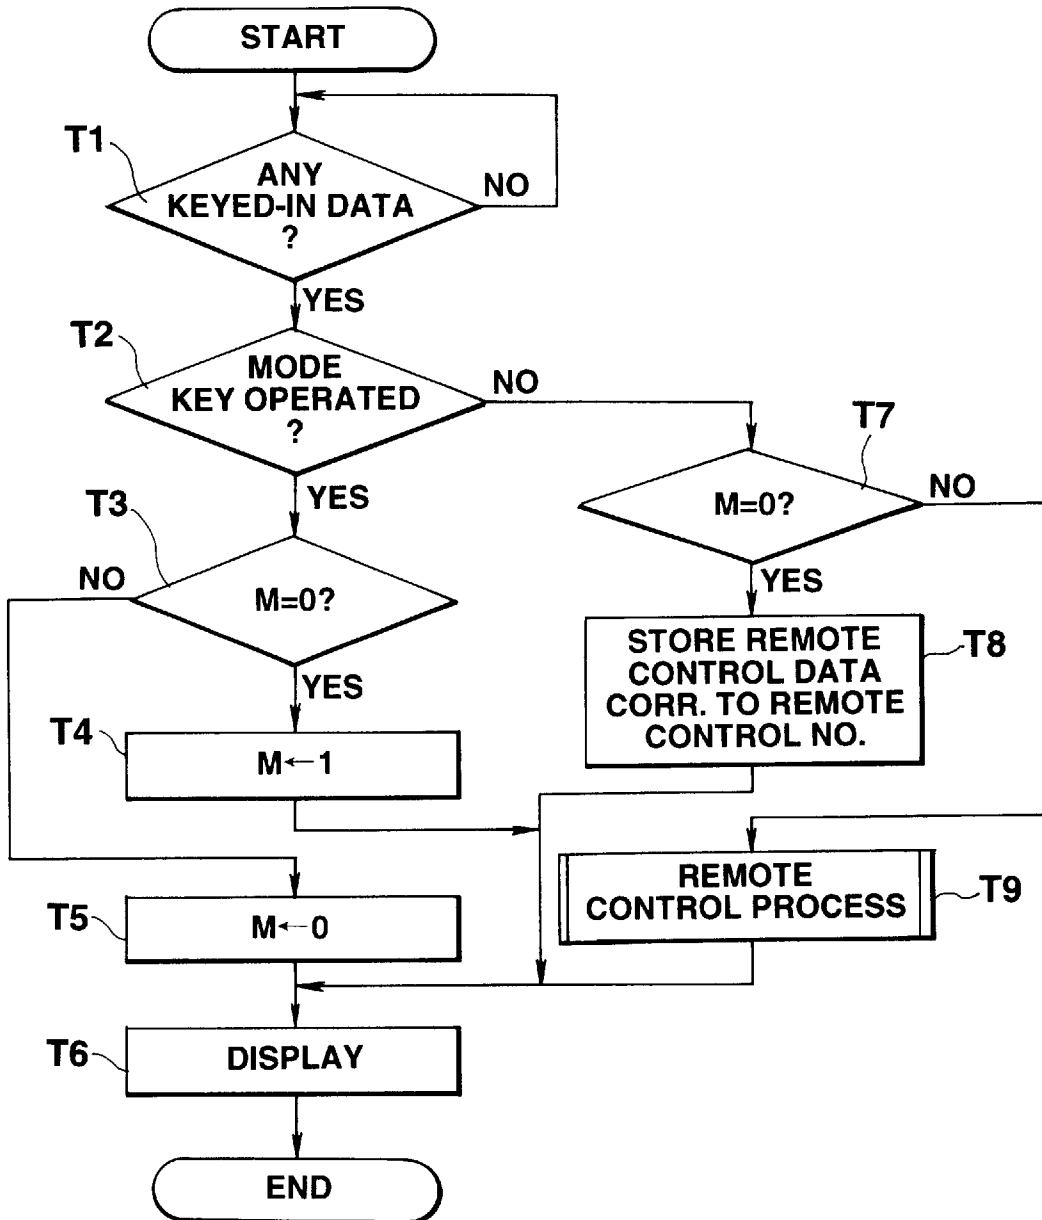 START
T1
ANY
KEYED-IN DATA
?
NO
YES
T2
MODE
KEY OPERATED
?
NO
YES
T3
M=0?
NO
YES
T7
M=0?
NO
YES
T4
M←1
T8
STORE REMOTE
CONTROL DATA
CORR. TO REMOTE
CONTROL NO.
T5
M←0
T9
REMOTE
CONTROL PROCESS
T6
DISPLAY
END